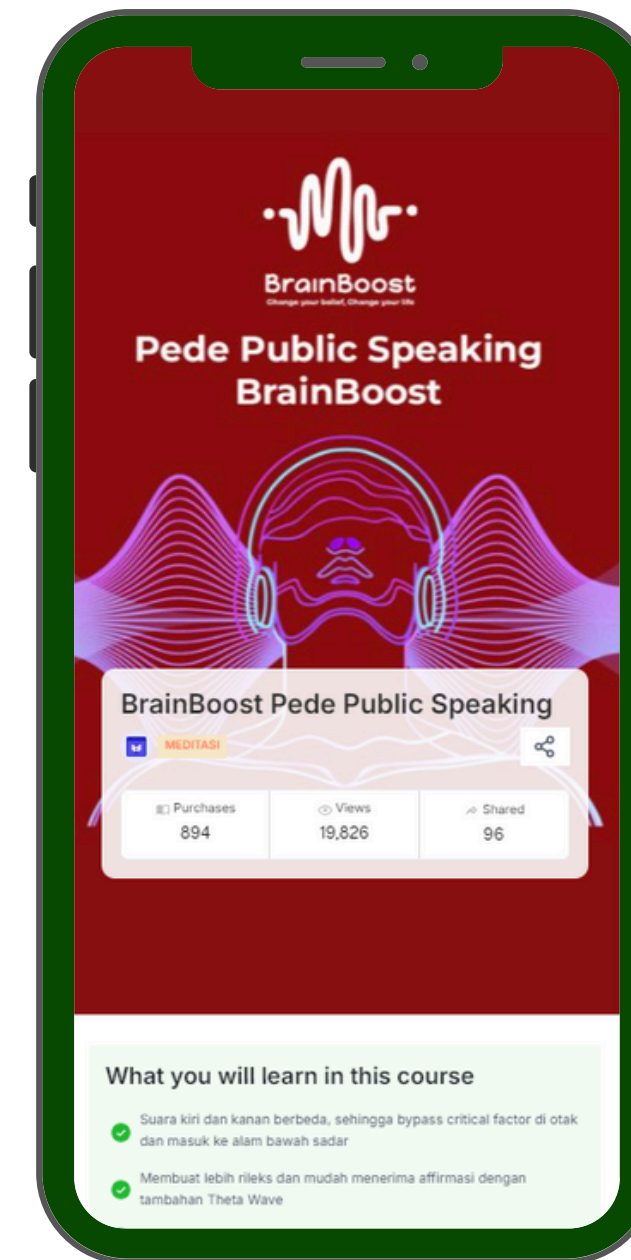 BrainBoost
Change your belief, Change your life
Pede Public Speaking
BrainBoost
BrainBoost Pede Public Speaking
MEDITASI
Purchases
894
Views
19,826
Shared
96
What you will learn in this course
Suara kiri dan kanan berbeda, sehingga bypass critical factor di otak
dan masuk ke alam bawah sadar
Membuat lebih rileks dan mudah menerima affirmasi dengan
tambahan Theta Wave